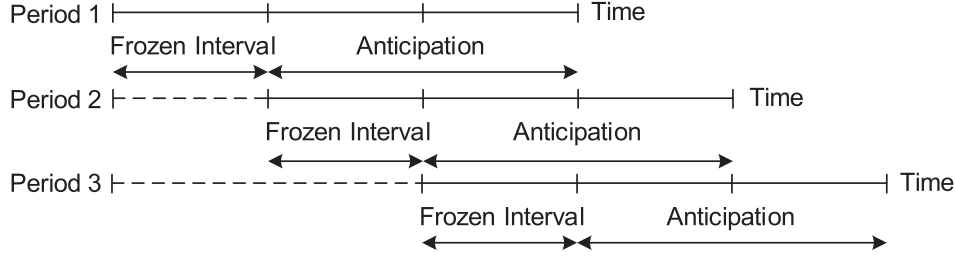 Period 1 Time
Frozen Interval Anticipation
Period 2 Time
Frozen Interval Anticipation
Period 3 Time
Frozen Interval Anticipation